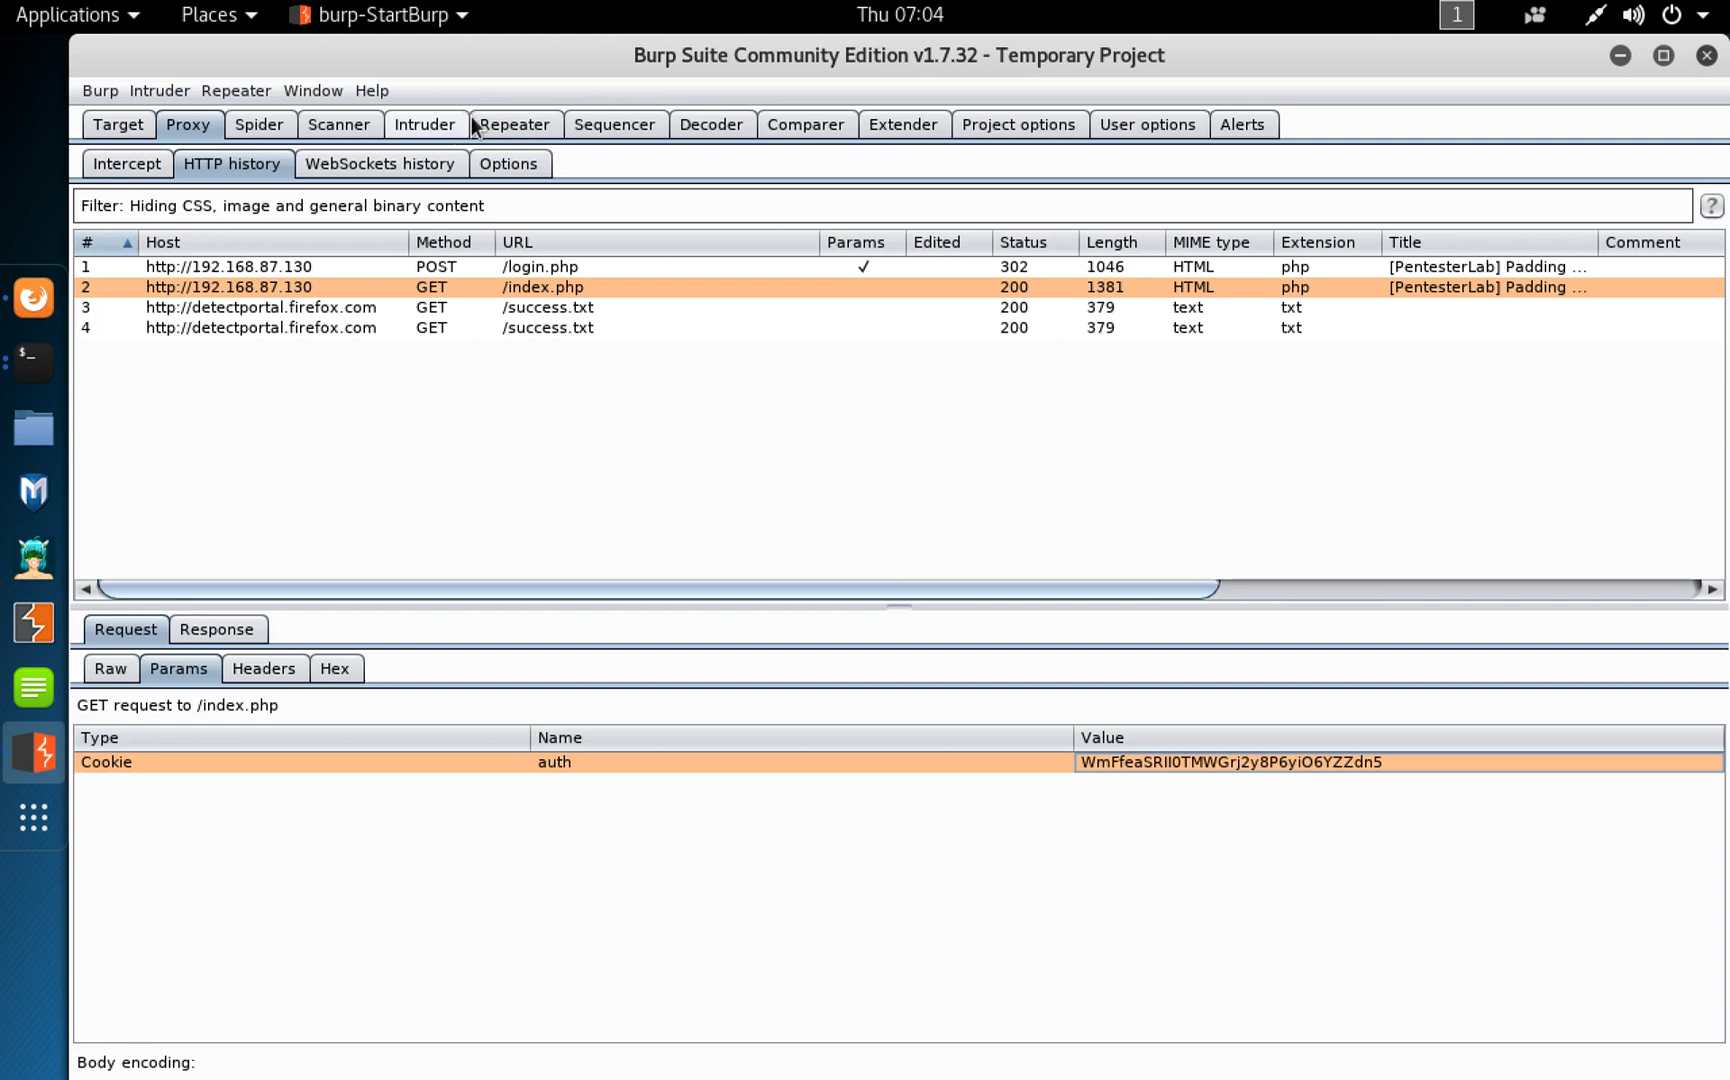 Applications Places burp-StartBurp Thu 07:04 1
Burp Suite Community Edition v1.7.32 - Temporary Project
Burp Intruder Repeater Window Help
Target Proxy Spider Scanner Intruder Repeater Sequencer Decoder Comparer Extender Project options User options Alerts
Intercept HTTP history WebSockets history Options
Filter: Hiding CSS, image and general binary content ?
# Host Method URL Params Edited Status Length MIME type Extension Title Comment
1 http://192.168.87.130 POST /login.php ✓ 302 1046 HTML php [PentesterLab] Padding ...
2 http://192.168.87.130 GET /index.php 200 1381 HTML php [PentesterLab] Padding ...
3 http://detectportal.firefox.com GET /success.txt 200 379 text txt
4 http://detectportal.firefox.com GET /success.txt 200 379 text txt
Request Response
Raw Params Headers Hex
GET request to /index.php
Type Name Value
Cookie auth WmFfeaSRII0TMWGrj2y8P6yiO6YZZdn5
Body encoding: